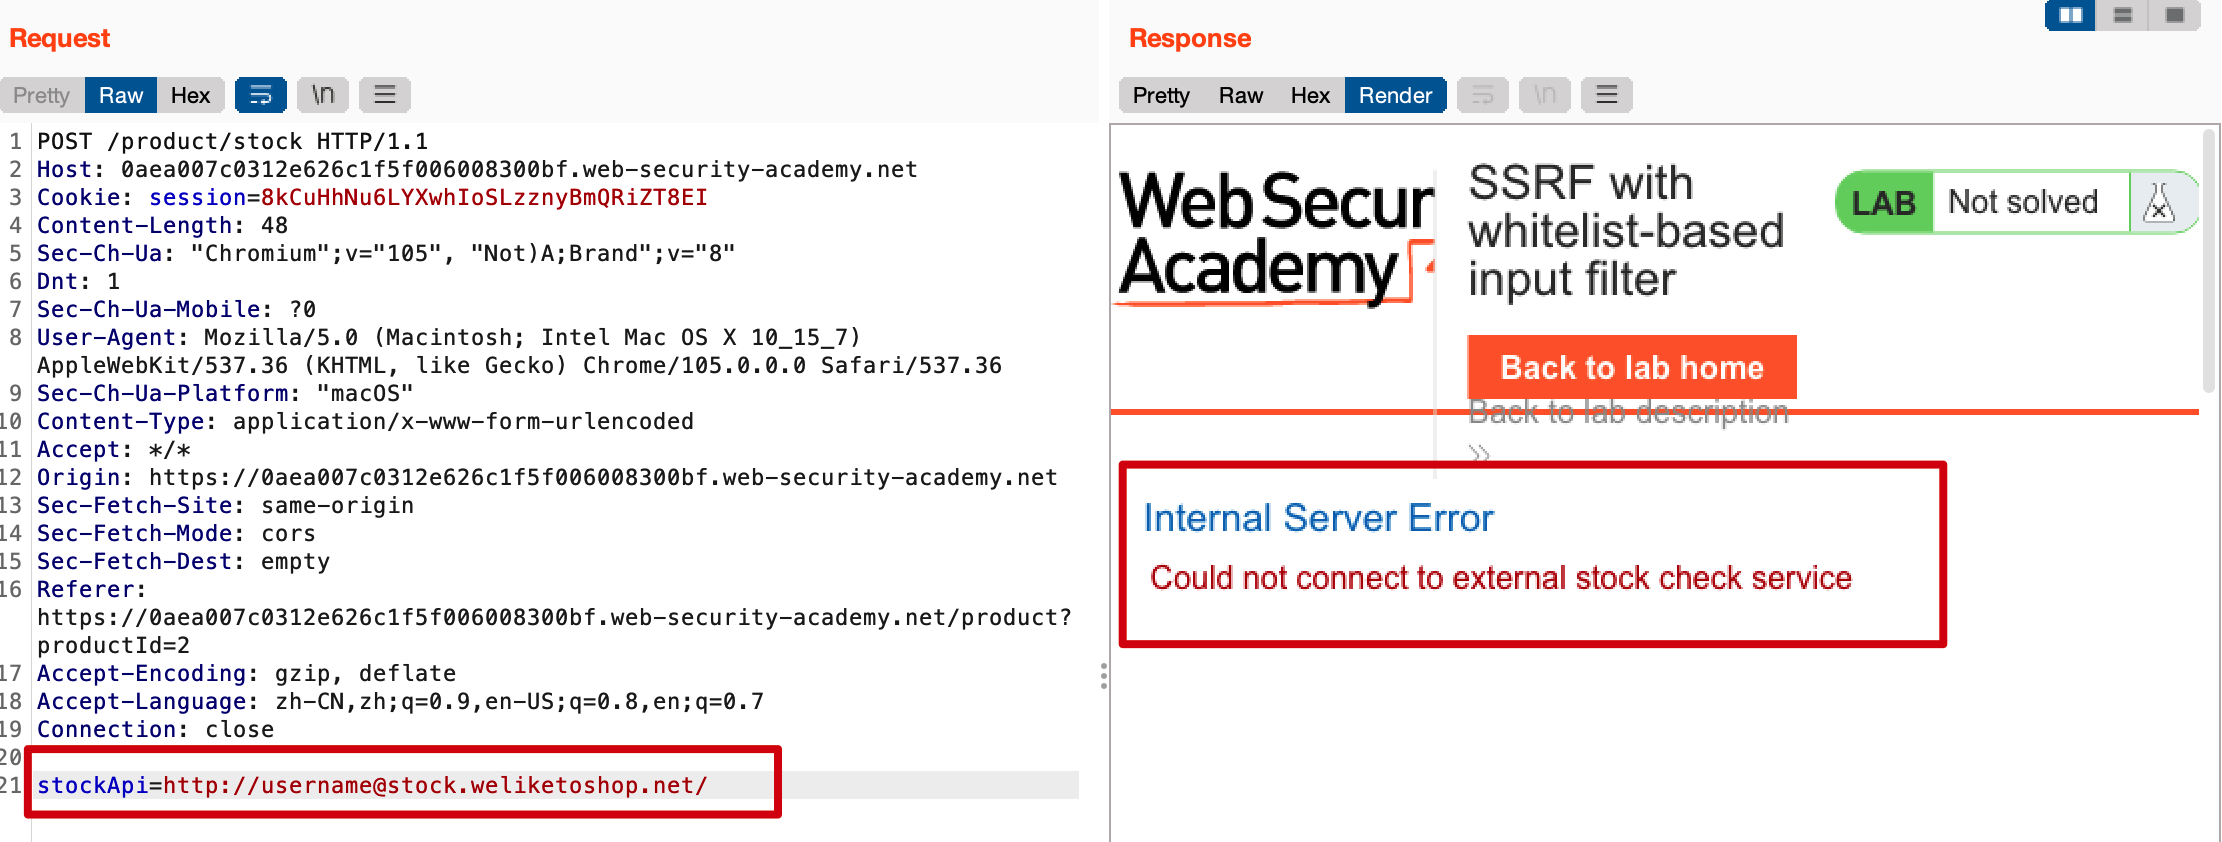 Request
Pretty Raw Hex \n
1 POST /product/stock HTTP/1.1
2 Host: 0aea007c0312e626c1f5f006008300bf.web-security-academy.net
3 Cookie: session=8kCuHhNu6LYXwhIoSLzznyBmQRiZT8EI
4 Content-Length: 48
5 Sec-Ch-Ua: "Chromium";v="105", "Not)A;Brand";v="8"
6 Dnt: 1
7 Sec-Ch-Ua-Mobile: ?0
8 User-Agent: Mozilla/5.0 (Macintosh; Intel Mac OS X 10_15_7)
AppleWebKit/537.36 (KHTML, like Gecko) Chrome/105.0.0.0 Safari/537.36
9 Sec-Ch-Ua-Platform: "macOS"
10 Content-Type: application/x-www-form-urlencoded
11 Accept: */*
12 Origin: https://0aea007c0312e626c1f5f006008300bf.web-security-academy.net
13 Sec-Fetch-Site: same-origin
14 Sec-Fetch-Mode: cors
15 Sec-Fetch-Dest: empty
16 Referer:
https://0aea007c0312e626c1f5f006008300bf.web-security-academy.net/product?
productId=2
17 Accept-Encoding: gzip, deflate
18 Accept-Language: zh-CN,zh;q=0.9,en-US;q=0.8,en;q=0.7
19 Connection: close
20
21 stockApi=http://username@stock.weliketoshop.net/
Response
Pretty Raw Hex Render \n
Web Secur
Academy
SSRF with
whitelist-based
input filter
LAB Not solved
Back to lab home
Back to lab description
»
Internal Server Error
Could not connect to external stock check service